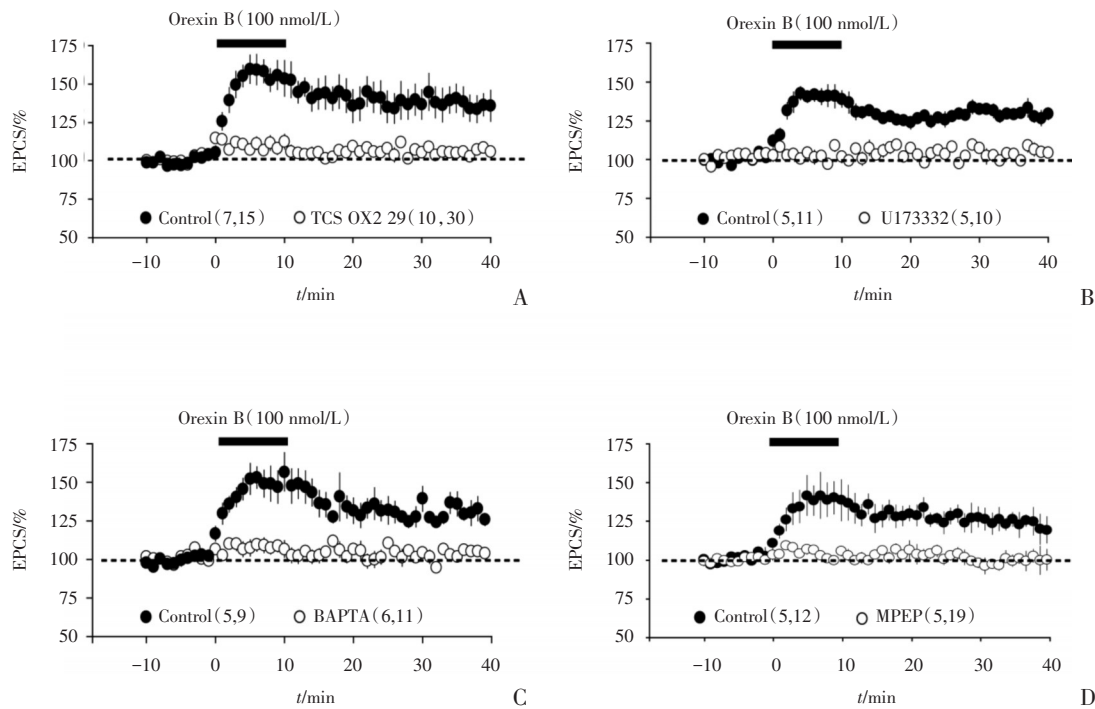 Orexin B(100 nmol/L)
175
150
125
100
75
50
EPCS/%
Control(7,15)
TCS OX2 29(10,30)
-10
0
10
20
30
40
t/min
A
Orexin B(100 nmol/L)
175
150
125
100
75
50
EPCS/%
Control(5,11)
U173332(5,10)
-10
0
10
20
30
40
t/min
B
Orexin B(100 nmol/L)
175
150
125
100
75
50
EPCS/%
Control(5,9)
BAPTA(6,11)
-10
0
10
20
30
40
t/min
C
Orexin B(100 nmol/L)
175
150
125
100
75
50
EPCS/%
Control(5,12)
MPEP(5,19)
-10
0
10
20
30
40
t/min
D